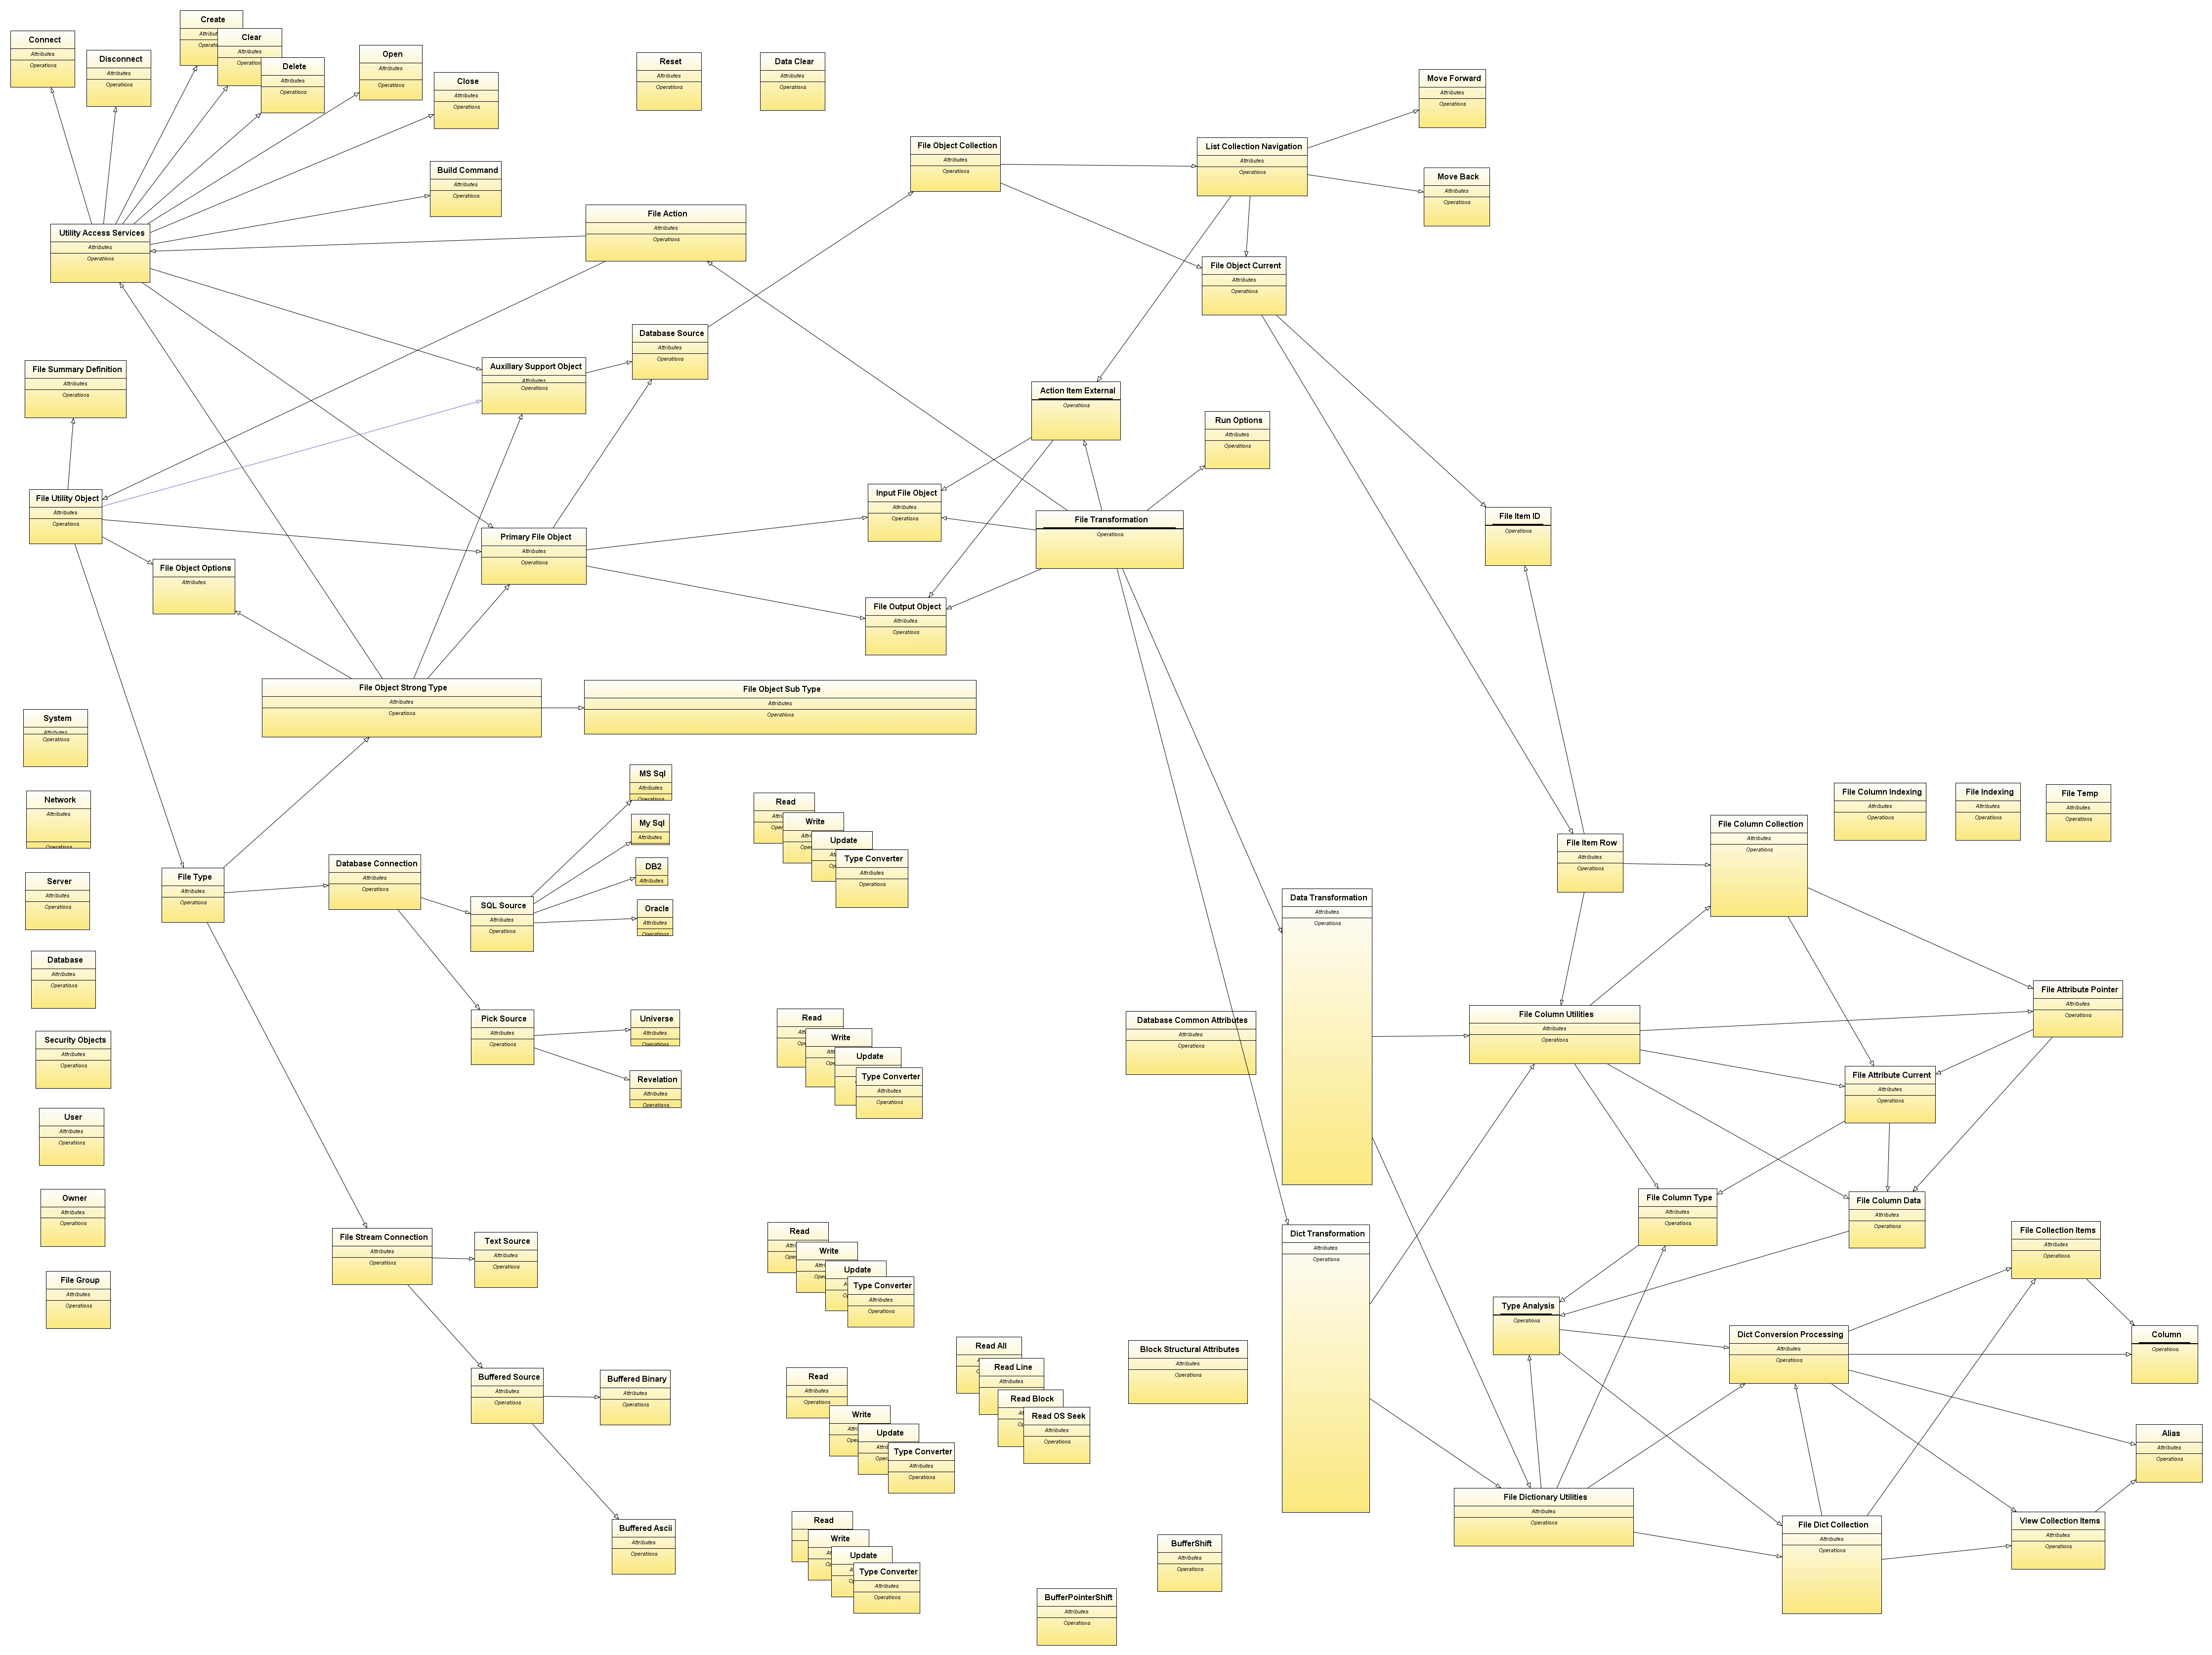 Create
Attribut
Operati
Clear
Attributes
Operations
Delete
Attributes
Operations
Connect
Attributes
Operations
Disconnect
Attributes
Operations
Open
Attributes
Operations
Close
Attributes
Operations
Reset
Attributes
Operations
Data Clear
Attributes
Operations
Move Forward
Attributes
Operations
File Object Collection
Attributes
Operations
List Collection Navigation
Attributes
Operations
Move Back
Attributes
Operations
Build Command
Attributes
Operations
File Action
Attributes
Operations
Utility Access Services
Attributes
Operations
File Object Current
Attributes
Operations
Database Source
Attributes
Operations
Auxillary Support Object
Attributes
Operations
File Summary Definition
Attributes
Operations
Action Item External
Operations
Run Options
Attributes
Operations
File Utility Object
Attributes
Operations
Input File Object
Attributes
Operations
File Transformation
Operations
File Item ID
Operations
Primary File Object
Attributes
Operations
File Object Options
Attributes
File Output Object
Attributes
Operations
File Object Strong Type
Attributes
Operations
File Object Sub Type
Attributes
Operations
System
Attributes
Operations
Network
Attributes
Operations
Server
Attributes
Operations
Database
Attributes
Operations
Security Objects
Attributes
Operations
User
Attributes
Operations
Owner
Attributes
Operations
File Group
Attributes
Operations
File Type
Attributes
Operations
Database Connection
Attributes
Operations
SQL Source
Attributes
Operations
MS Sql
Attributes
Operations
My Sql
Attributes
DB2
Attributes
Oracle
Attributes
Operations
Pick Source
Attributes
Operations
Universe
Attributes
Operations
Revelation
Attributes
Operations
File Stream Connection
Attributes
Operations
Text Source
Attributes
Operations
Buffered Source
Attributes
Operations
Buffered Binary
Attributes
Operations
Buffered Ascii
Attributes
Operations
Read
Write
Update
Type Converter
Attributes
Operations
Read
Write
Update
Type Converter
Attributes
Operations
Read
Write
Update
Type Converter
Attributes
Operations
Read
Attributes
Operations
Write
Update
Type Converter
Attributes
Operations
Read
Write
Update
Type Converter
Attributes
Operations
Read All
Read Line
Attributes
Read Block
Read OS Seek
Attributes
Operations
Database Common Attributes
Attributes
Operations
Block Structural Attributes
Attributes
Operations
BufferShift
Attributes
Operations
BufferPointerShift
Attributes
Operations
Data Transformation
Attributes
Operations
Dict Transformation
Attributes
Operations
File Column Indexing
Attributes
Operations
File Indexing
Attributes
Operations
File Temp
Attributes
Operations
File Column Collection
Attributes
Operations
File Item Row
Attributes
Operations
File Attribute Pointer
Attributes
Operations
File Column Utilities
Attributes
Operations
File Attribute Current
Attributes
Operations
File Column Type
Attributes
Operations
File Column Data
Attributes
Operations
File Collection Items
Attributes
Operations
Type Analysis
Operations
Dict Conversion Processing
Attributes
Operations
Column
Operations
Alias
Attributes
Operations
File Dictionary Utilities
Attributes
Operations
File Dict Collection
Attributes
Operations
View Collection Items
Attributes
Operations